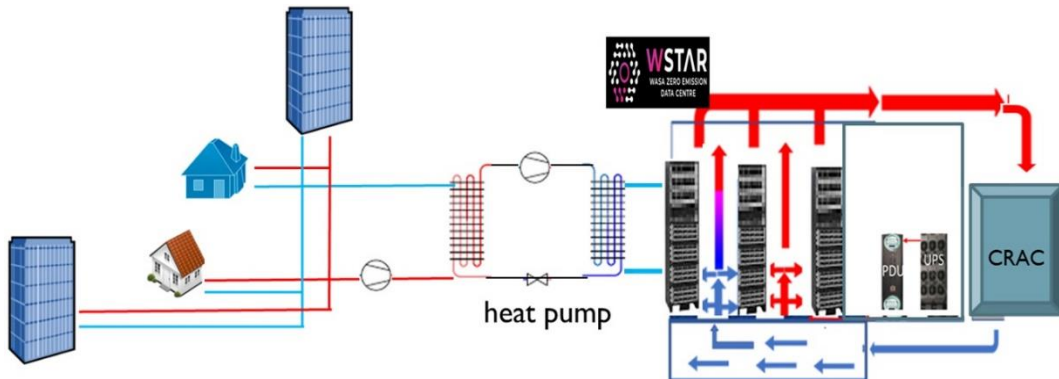 WSTAR
WASA ZERO EMISSION
DATA CENTRE
CRAC
PDU
UPS
heat pump